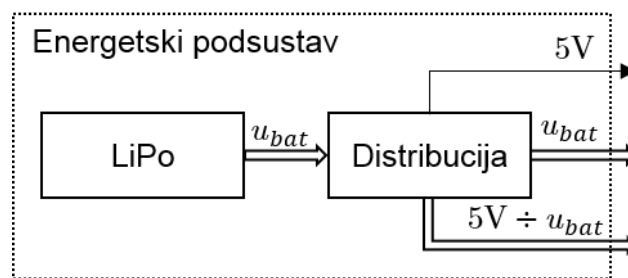 Energetski podsustav
5V
LiPo
u_bat
Distribucija
u_bat
5V ÷ u_bat